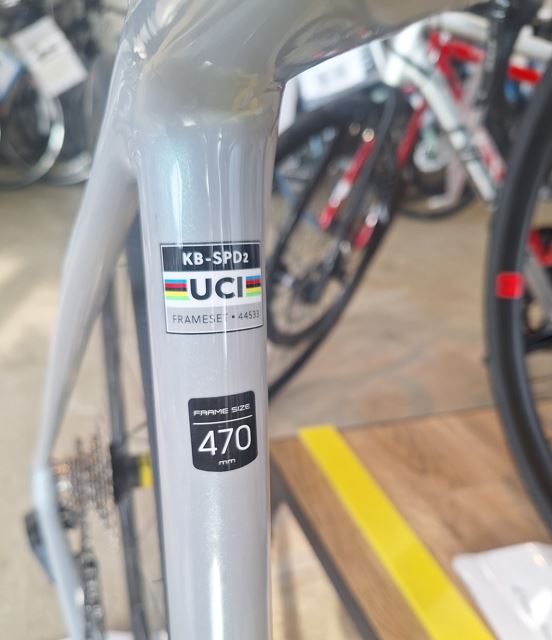 KB-SPD2
UCI
FRAMESET • 44533
FRAME SIZE
470
mm